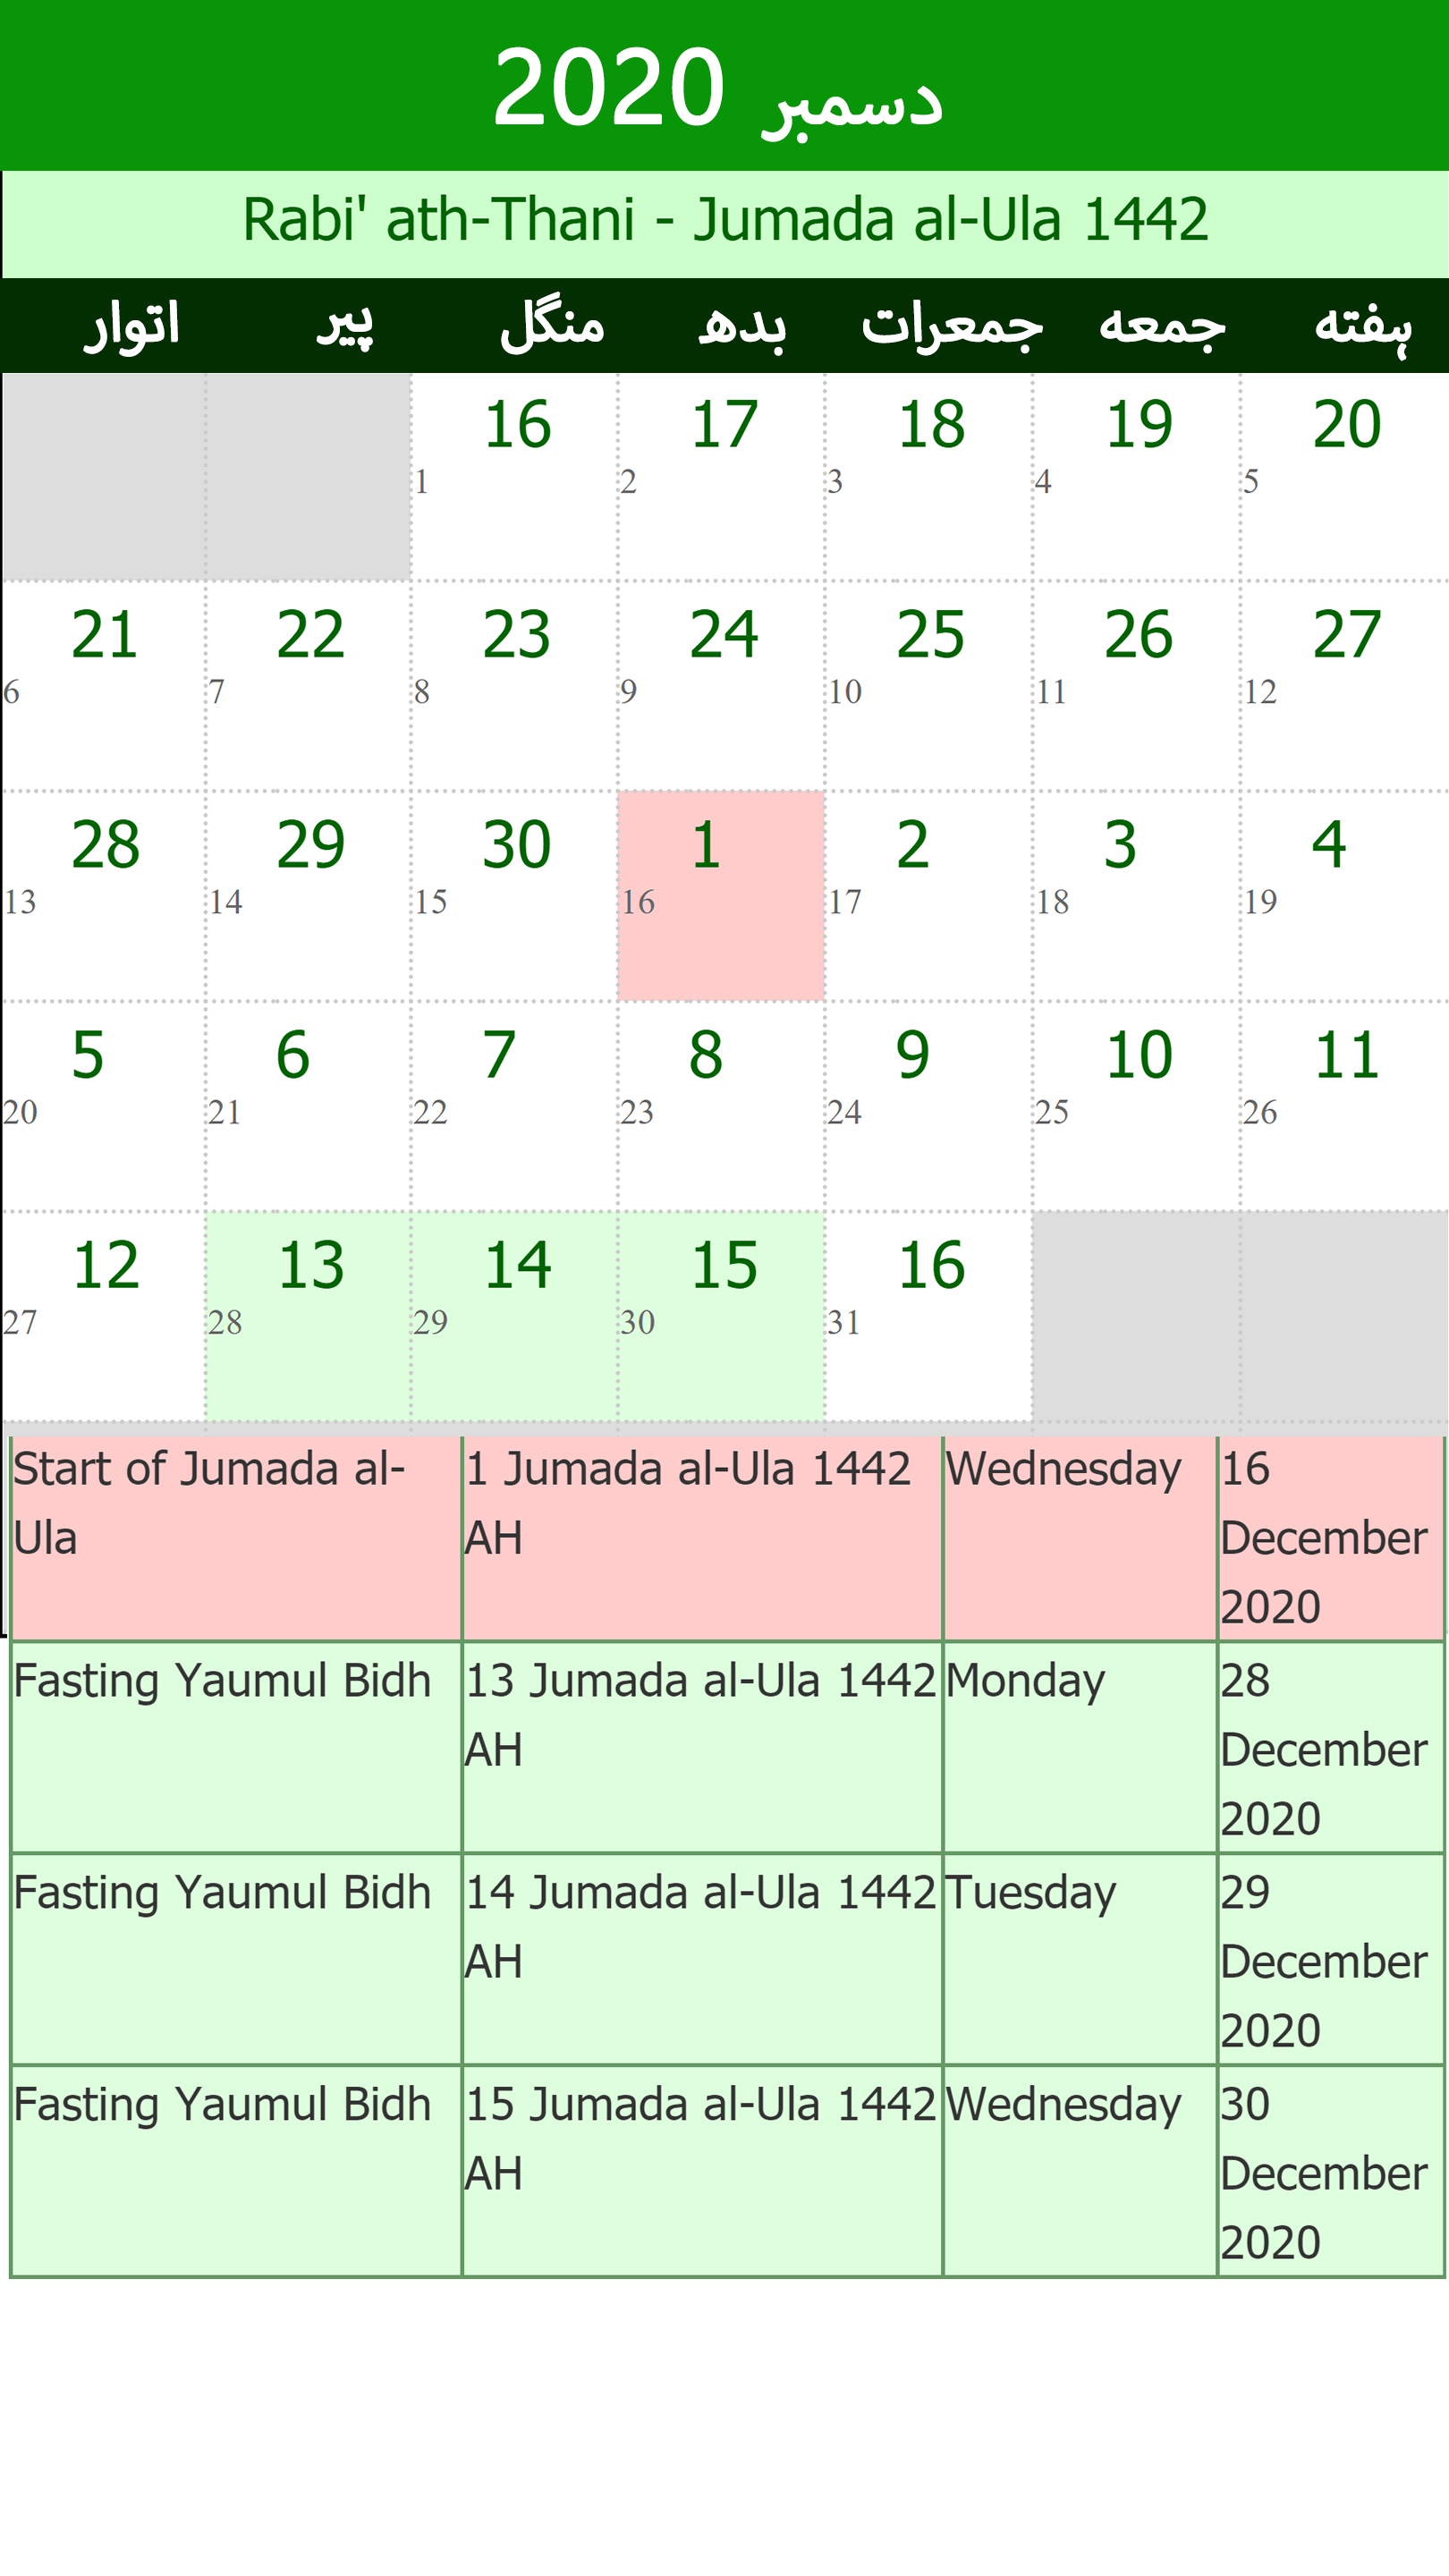 دسمبر 2020
Rabi' ath-Thani - Jumada al-Ula 1442
اتوار پیر منگل بدھ جمعرات جمعه ہفته
16 17 18 19 20
1 2 3 4 5
21 22 23 24 25 26 27
6 7 8 9 10 11 12
28 29 30 1 2 3 4
13 14 15 16 17 18 19
5 6 7 8 9 10 11
20 21 22 23 24 25 26
12 13 14 15 16
27 28 29 30 31
Start of Jumada al- 1 Jumada al-Ula 1442 Wednesday 16
Ula AH December
2020
Fasting Yaumul Bidh 13 Jumada al-Ula 1442 Monday 28
AH December
2020
Fasting Yaumul Bidh 14 Jumada al-Ula 1442 Tuesday 29
AH December
2020
Fasting Yaumul Bidh 15 Jumada al-Ula 1442 Wednesday 30
AH December
2020